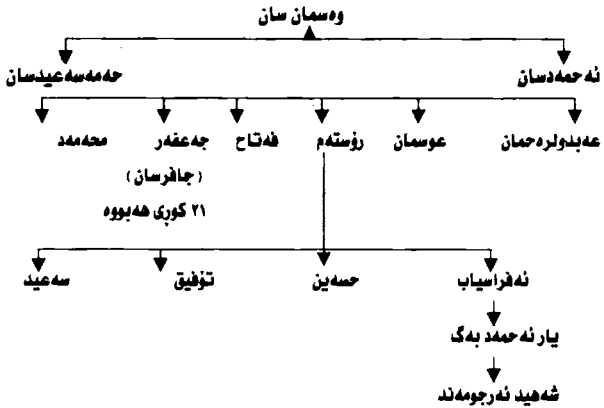 وەسمان سان
ئەحمەدسان حەمەسەعیدسان
عەبدولرەحمان عوسمان رۆستەم فەتاح جەعفەر محەمەد
(جافرسان)
٢١ کوڕی هەبووە
ئەفراسیاب حسەین تۆفیق سەعید
یار ئەحمەد بەگ
شەهید ئەرجومەند